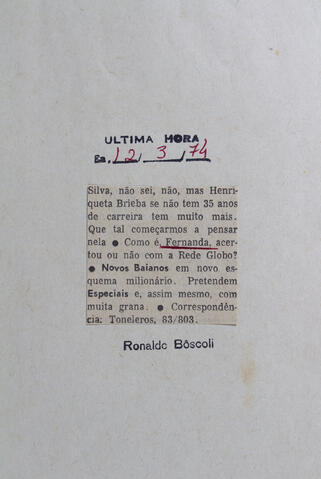 ULTIMA HORA
Em, 12, 3, 74
Silva, não sei, não, mas Henri-
queta Brieba se não tem 35 anos
de carreira tem muito mais.
Que tal começarmos a pensar
nela ● Como é, Fernanda, acer-
tou ou não com a Rede Globo?
● Novos Baianos em novo es-
quema milionário. Pretendem
Especiais e, assim mesmo, com
muita grana. ● Correspondên-
cia: Toneleros, 83/803.
Ronaldo Bôscoli